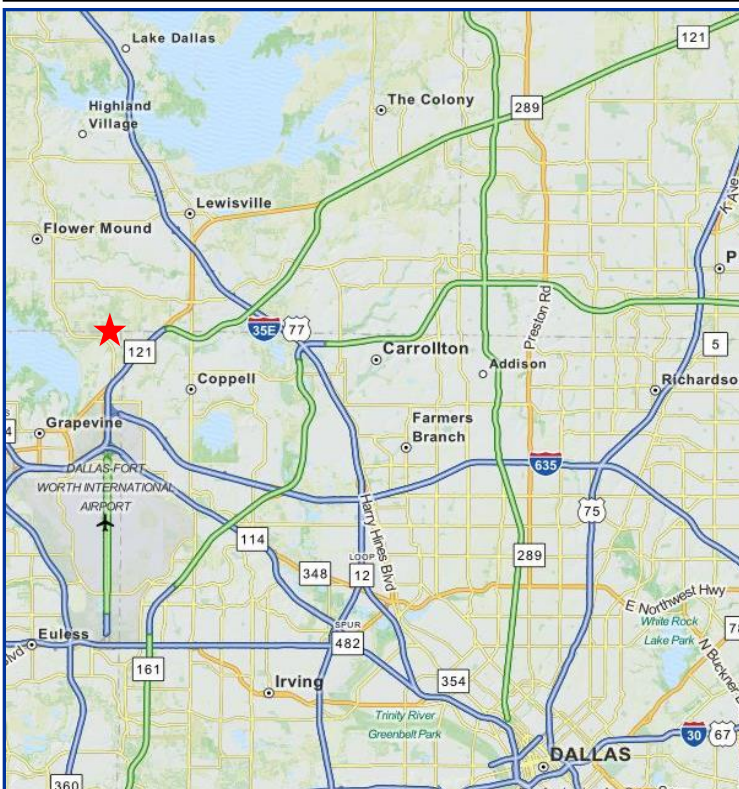 Lake Dallas
121
The Colony
Highland
Village
289
Lewisville
Flower Mound
K Ave
35E
77
Preston Rd
121
Carrollton
5
Addison
Coppell
Richardso
Grapevine
Farmers
Branch
635
DALLAS-FORT
WORTH INTERNATIONAL
AIRPORT
Harry Hines Blvd
75
114
289
LOOP
12
348
E Northwest Hwy
White Rock
Lake Park
N Buckner
SPUR
482
Euless
lvd
161
354
Irving
Trinity River
Greenbelt Park
30
67
DALLAS
360